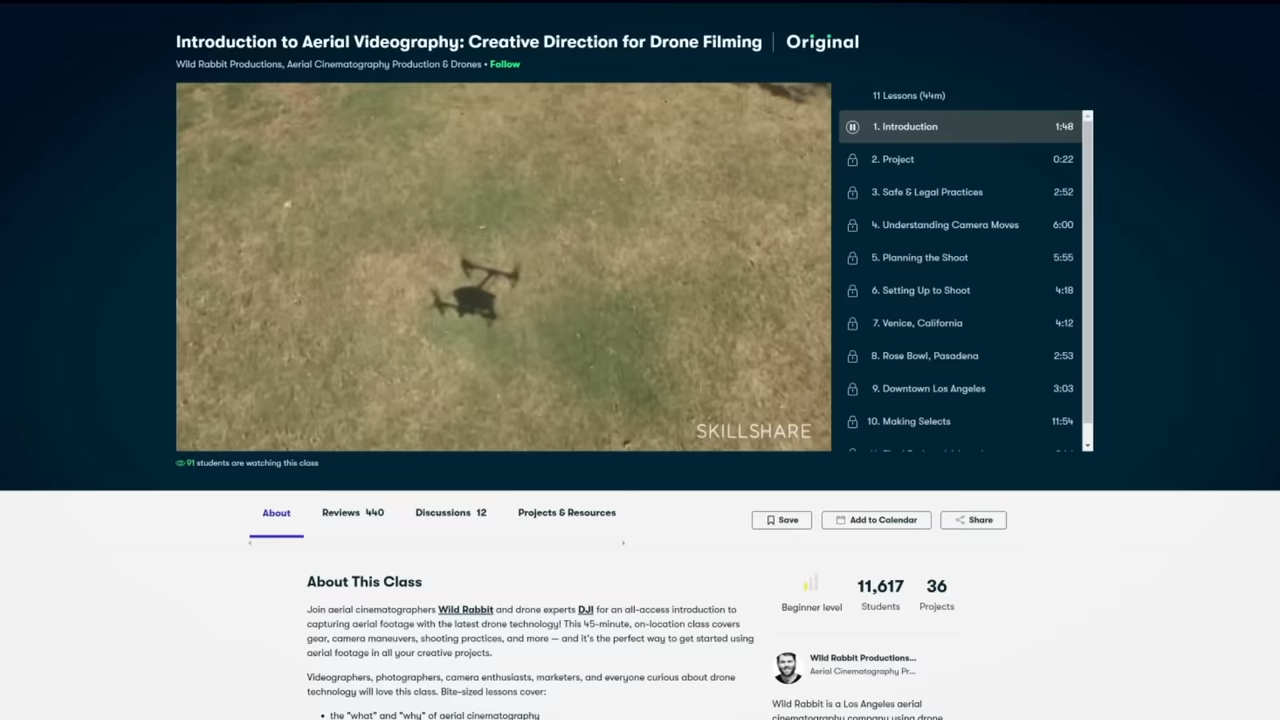 Introduction to Aerial Videography: Creative Direction for Drone Filming | Original
Wild Rabbit Productions, Aerial Cinematography Production & Drones • Follow
11 Lessons (44m)
1. Introduction 1:48
2. Project 0:22
3. Safe & Legal Practices 2:52
4. Understanding Camera Moves 6:00
5. Planning the Shoot 5:55
6. Setting Up to Shoot 4:18
7. Venice, California 4:12
8. Rose Bowl, Pasadena 2:53
9. Downtown Los Angeles 3:03
10. Making Selects 11:54
SKILLSHARE
91 students are watching this class
About Reviews 440 Discussions 12 Projects & Resources
Save Add to Calendar Share
About This Class
Join aerial cinematographers Wild Rabbit and drone experts DJI for an all-access introduction to
capturing aerial footage with the latest drone technology! This 45-minute, on-location class covers
gear, camera maneuvers, shooting practices, and more — and it's the perfect way to get started using
aerial footage in all your creative projects.
Videographers, photographers, camera enthusiasts, marketers, and everyone curious about drone
technology will love this class. Bite-sized lessons cover:
• the "what" and "why" of aerial cinematography
11,617 36
Beginner level Students Projects
Wild Rabbit Productions...
Aerial Cinematography Pr...
Wild Rabbit is a Los Angeles aerial
cinematography company using drone